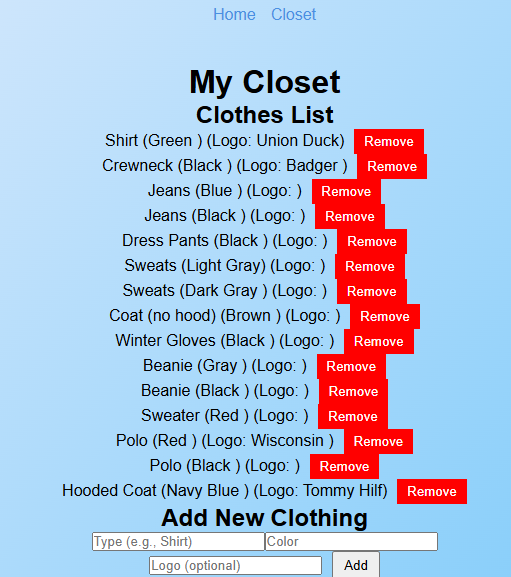 Home Closet
My Closet
Clothes List
Shirt (Green ) (Logo: Union Duck) Remove
Crewneck (Black ) (Logo: Badger ) Remove
Jeans (Blue ) (Logo: ) Remove
Jeans (Black ) (Logo: ) Remove
Dress Pants (Black ) (Logo: ) Remove
Sweats (Light Gray) (Logo: ) Remove
Sweats (Dark Gray ) (Logo: ) Remove
Coat (no hood) (Brown ) (Logo: ) Remove
Winter Gloves (Black ) (Logo: ) Remove
Beanie (Gray ) (Logo: ) Remove
Beanie (Black ) (Logo: ) Remove
Sweater (Red ) (Logo: ) Remove
Polo (Red ) (Logo: Wisconsin ) Remove
Polo (Black ) (Logo: ) Remove
Hooded Coat (Navy Blue ) (Logo: Tommy Hilf) Remove
Add New Clothing
Type (e.g., Shirt) Color
Logo (optional) Add